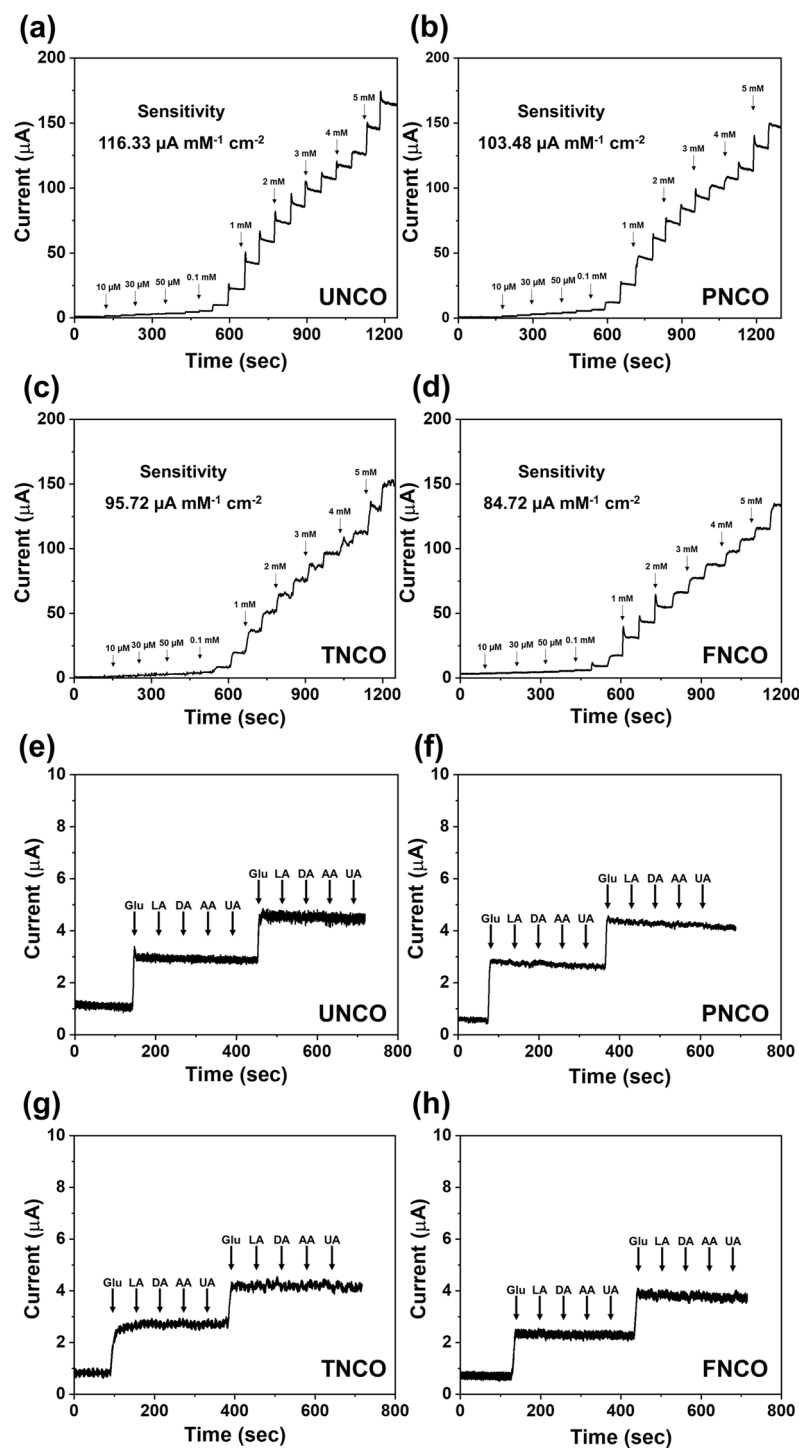 (a)
200
150
100
50
0
Current (μA)
Sensitivity
116.33 μA mM⁻¹ cm⁻²
10 μM
30 μM
50 μM
0.1 mM
1 mM
2 mM
3 mM
4 mM
5 mM
UNCO
0 300 600 900 1200
Time (sec)
(b)
200
150
100
50
0
Current (μA)
Sensitivity
103.48 μA mM⁻¹ cm⁻²
10 μM
30 μM
50 μM
0.1 mM
1 mM
2 mM
3 mM
4 mM
5 mM
PNCO
0 300 600 900 1200
Time (sec)
(c)
200
150
100
50
0
Current (μA)
Sensitivity
95.72 μA mM⁻¹ cm⁻²
10 μM
30 μM
50 μM
0.1 mM
1 mM
2 mM
3 mM
4 mM
5 mM
TNCO
0 300 600 900 1200
Time (sec)
(d)
200
150
100
50
0
Current (μA)
Sensitivity
84.72 μA mM⁻¹ cm⁻²
10 μM
30 μM
50 μM
0.1 mM
1 mM
2 mM
3 mM
4 mM
5 mM
FNCO
0 300 600 900 1200
Time (sec)
(e)
10
8
6
4
2
0
Current (μA)
Glu LA DA AA UA
Glu LA DA AA UA
UNCO
0 200 400 600 800
Time (sec)
(f)
10
8
6
4
2
0
Current (μA)
Glu LA DA AA UA
Glu LA DA AA UA
PNCO
0 200 400 600 800
Time (sec)
(g)
10
8
6
4
2
0
Current (μA)
Glu LA DA AA UA
Glu LA DA AA UA
TNCO
0 200 400 600 800
Time (sec)
(h)
10
8
6
4
2
0
Current (μA)
Glu LA DA AA UA
Glu LA DA AA UA
FNCO
0 200 400 600 800
Time (sec)